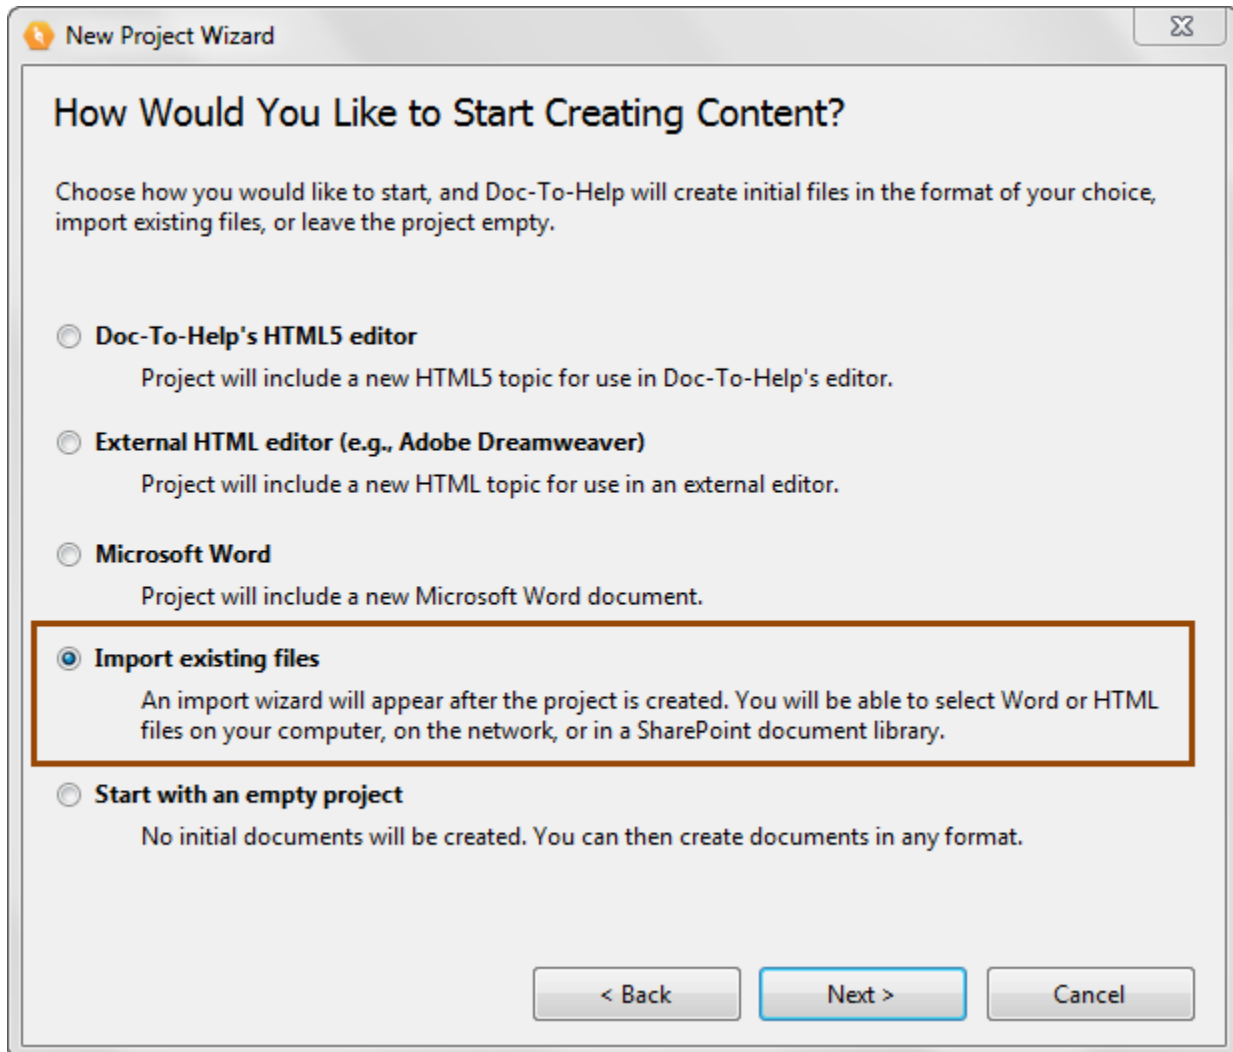 New Project Wizard
How Would You Like to Start Creating Content?
Choose how you would like to start, and Doc-To-Help will create initial files in the format of your choice,
import existing files, or leave the project empty.
Doc-To-Help's HTML5 editor
Project will include a new HTML5 topic for use in Doc-To-Help's editor.
External HTML editor (e.g., Adobe Dreamweaver)
Project will include a new HTML topic for use in an external editor.
Microsoft Word
Project will include a new Microsoft Word document.
Import existing files
An import wizard will appear after the project is created. You will be able to select Word or HTML
files on your computer, on the network, or in a SharePoint document library.
Start with an empty project
No initial documents will be created. You can then create documents in any format.
< Back
Next >
Cancel